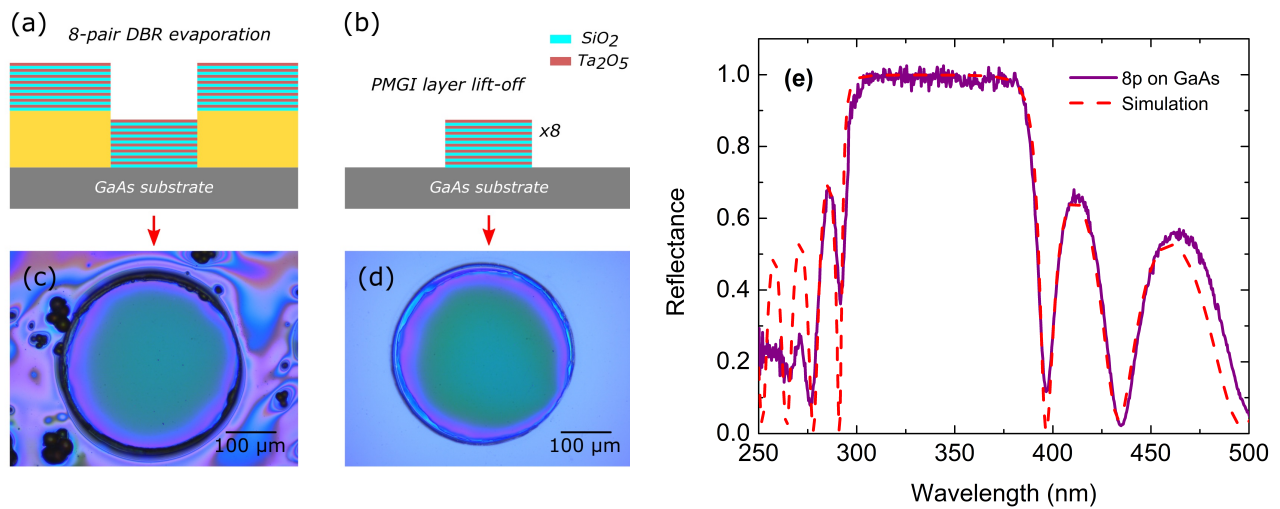 (a)
8-pair DBR evaporation
GaAs substrate
(b)
SiO2
Ta2O5
PMGI layer lift-off
x8
GaAs substrate
(c)
100 µm
(d)
100 µm
(e)
8p on GaAs
Simulation
Reflectance
1.0
0.8
0.6
0.4
0.2
0.0
250 300 350 400 450 500
Wavelength (nm)